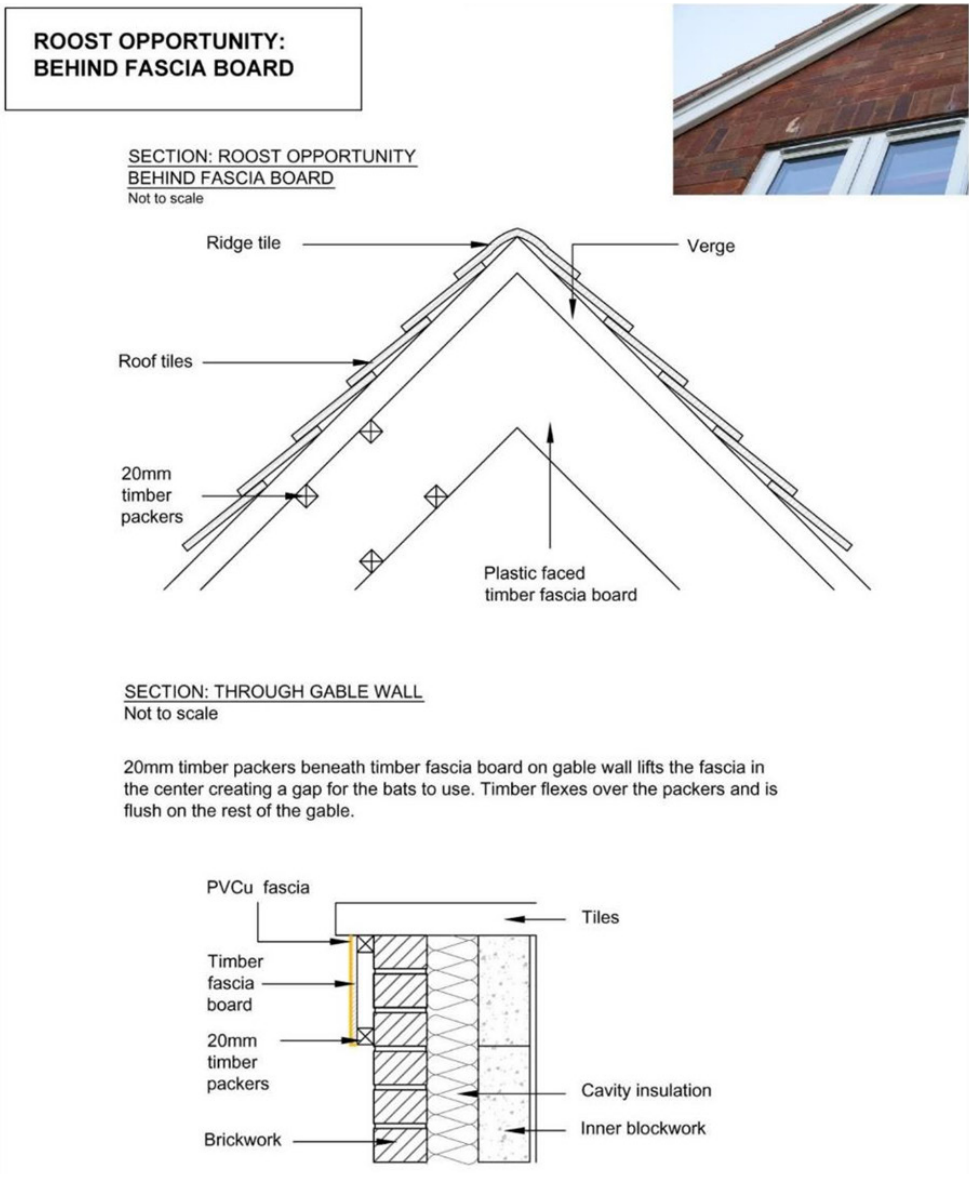 ROOST OPPORTUNITY:
BEHIND FASCIA BOARD
SECTION: ROOST OPPORTUNITY
BEHIND FASCIA BOARD
Not to scale
Ridge tile
Verge
Roof tiles
20mm
timber
packers
Plastic faced
timber fascia board
SECTION: THROUGH GABLE WALL
Not to scale
20mm timber packers beneath timber fascia board on gable wall lifts the fascia in
the center creating a gap for the bats to use. Timber flexes over the packers and is
flush on the rest of the gable.
PVCu fascia
Tiles
Timber
fascia
board
20mm
timber
packers
Cavity insulation
Inner blockwork
Brickwork